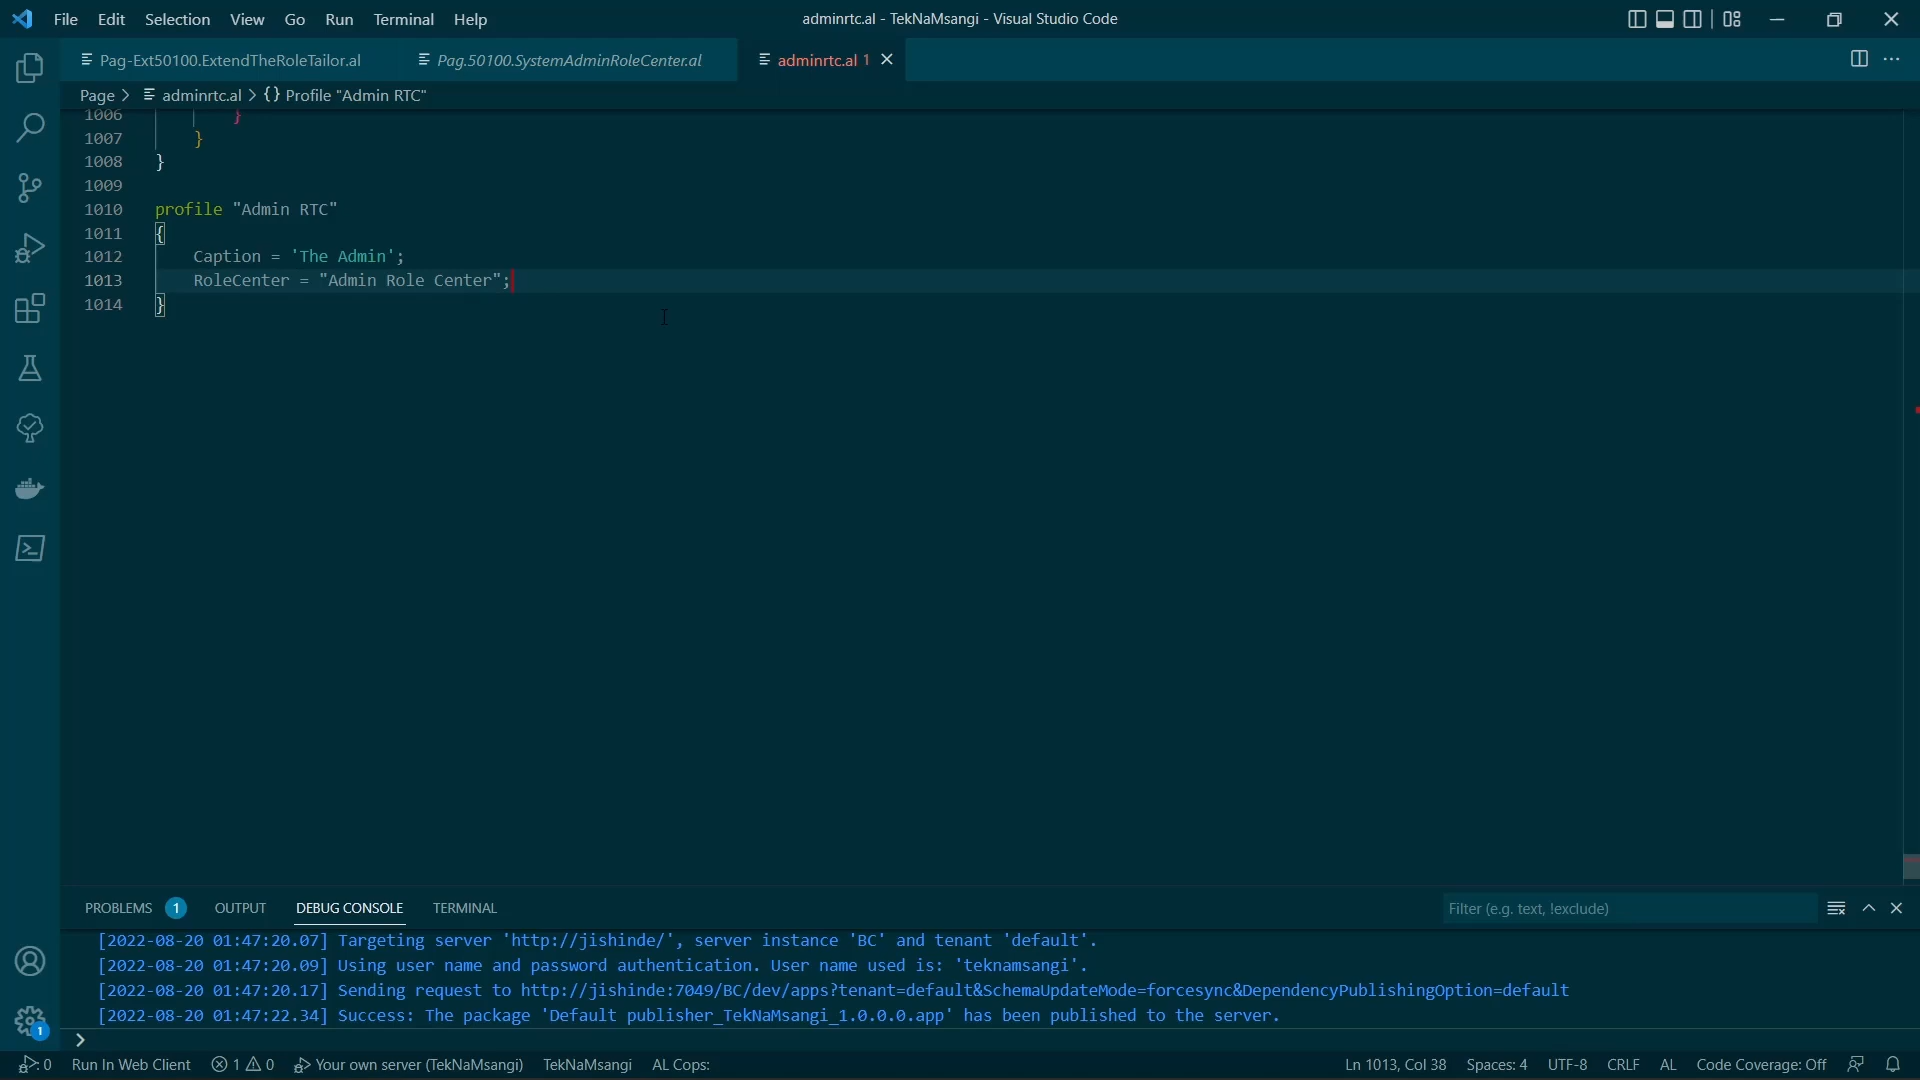 File Edit Selection View Go Run Terminal Help adminrtc.al - TekNaMsangi - Visual Studio Code
Pag-Ext50100.ExtendTheRoleTailor.al Pag.50100.SystemAdminRoleCenter.al adminrtc.al 1
Page > adminrtc.al > {} Profile "Admin RTC"
1006 }
1007 }
1008 }
1009
1010 profile "Admin RTC"
1011 {
1012 Caption = 'The Admin';
1013 RoleCenter = "Admin Role Center";
1014 }
PROBLEMS 1 OUTPUT DEBUG CONSOLE TERMINAL Filter (e.g. text, !exclude)
[2022-08-20 01:47:20.07] Targeting server 'http://jishinde/', server instance 'BC' and tenant 'default'.
[2022-08-20 01:47:20.09] Using user name and password authentication. User name used is: 'teknamsangi'.
[2022-08-20 01:47:20.17] Sending request to http://jishinde:7049/BC/dev/apps?tenant=default&SchemaUpdateMode=forcesync&DependencyPublishingOption=default
[2022-08-20 01:47:22.34] Success: The package 'Default publisher_TekNaMsangi_1.0.0.0.app' has been published to the server.
1
: 0 Run In Web Client 1 0 Your own server (TekNaMsangi) TekNaMsangi AL Cops: Ln 1013, Col 38 Spaces: 4 UTF-8 CRLF AL Code Coverage: Off